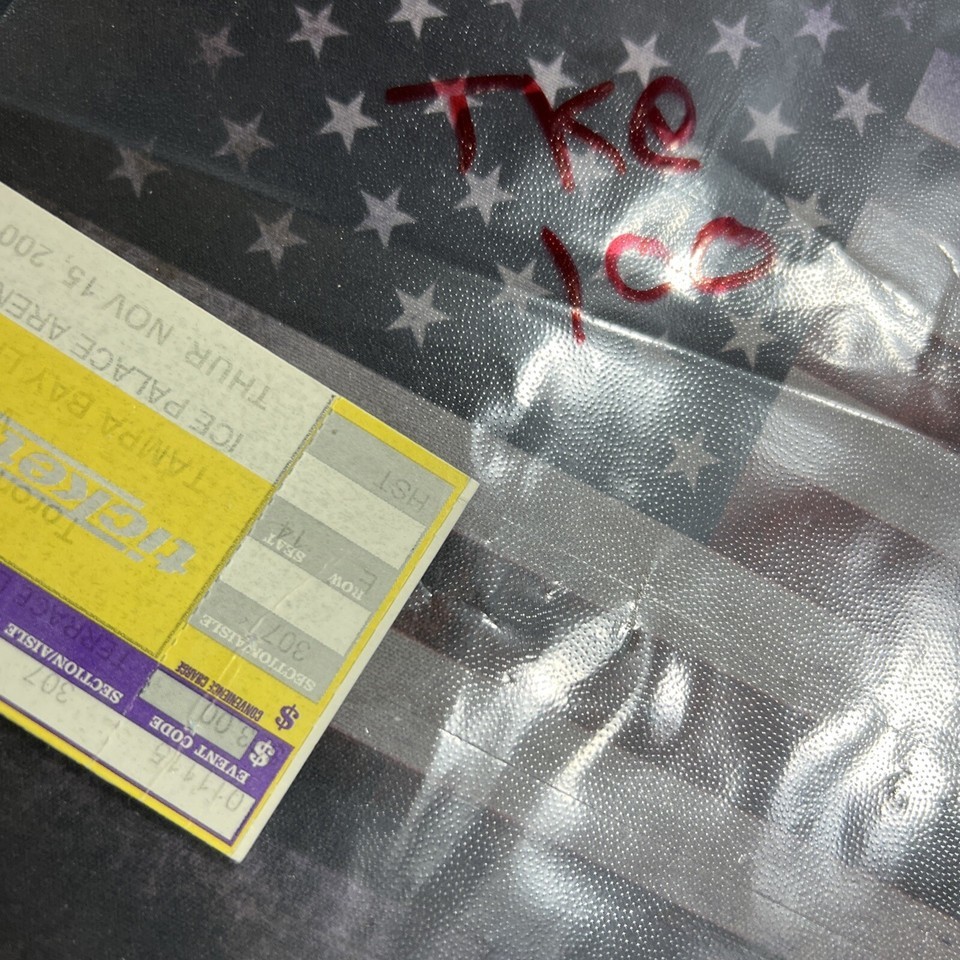 TKe
100
THUR. NOV 15, 200
ICE PALACE AREN
TAMPA BAY LI
Toron
ticket
TERRACE
SECTION/AISLE
307
HST
SEAT
14
ROW
E
SECTION/AISLE
307
$ CONVENIENCE CHARGE
3.00
$
EVENT CODE
011115